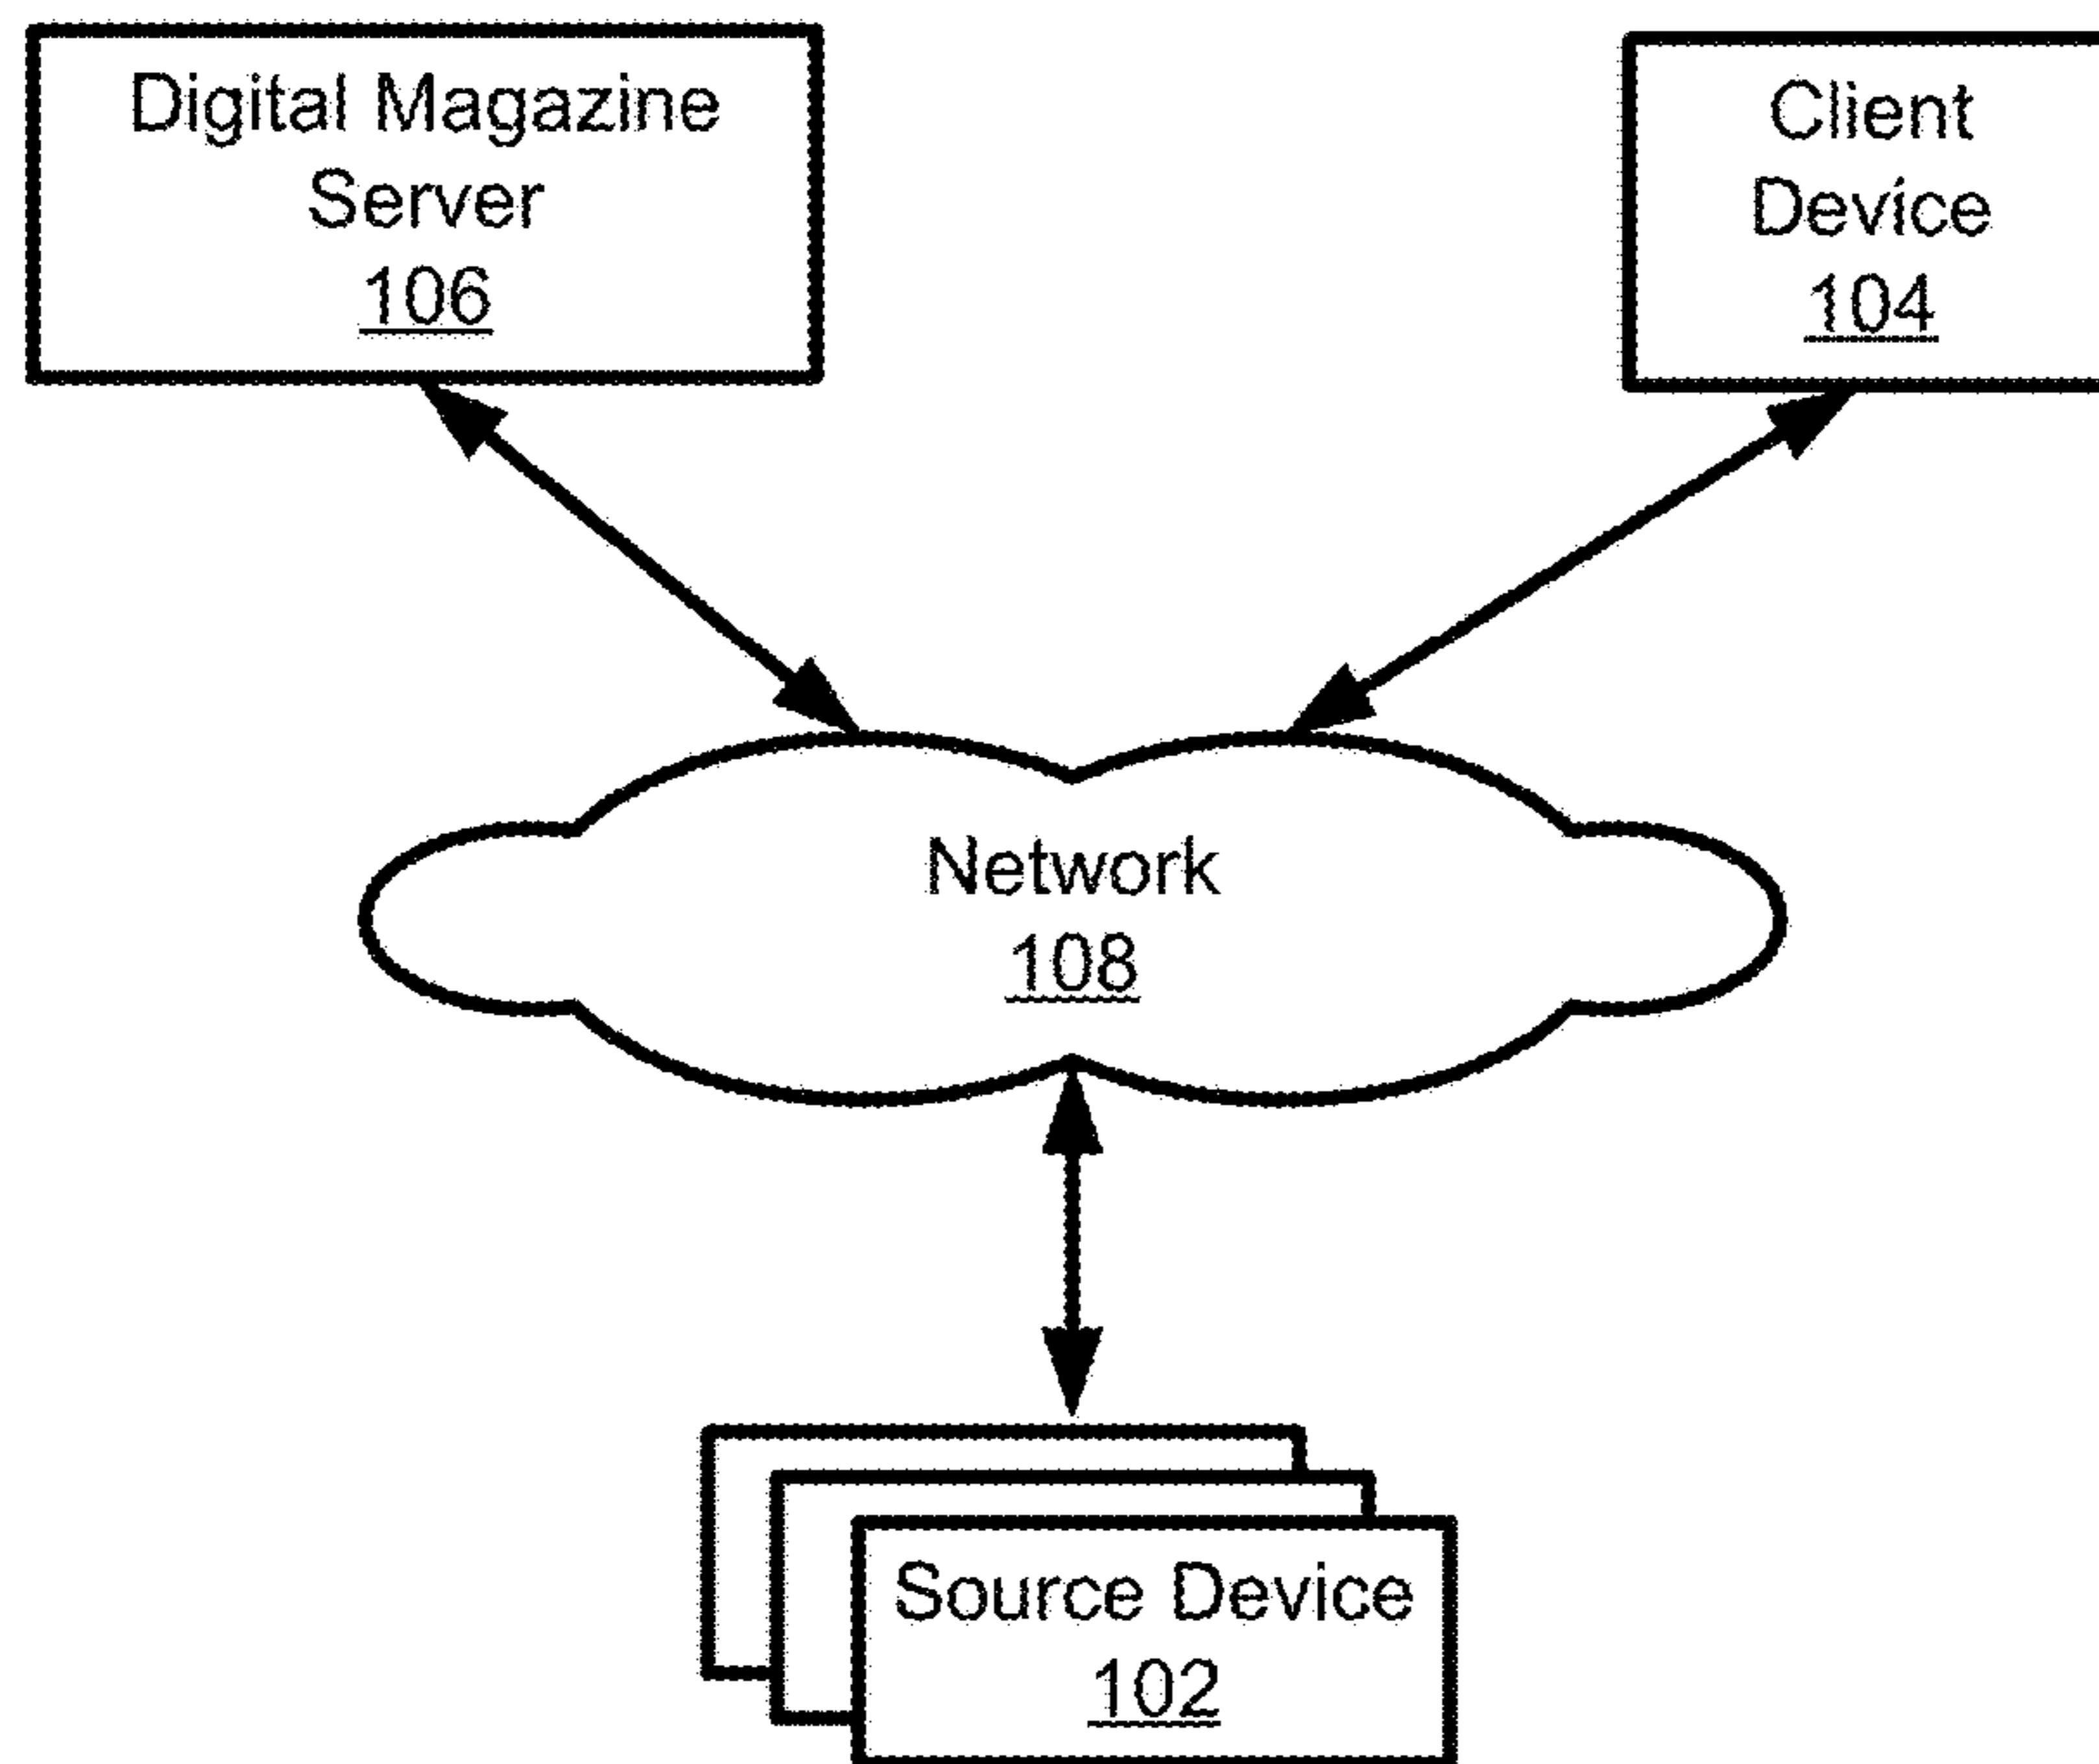 Digital Magazine
Server
106
Client
Device
104
Network
108
Source Device
102